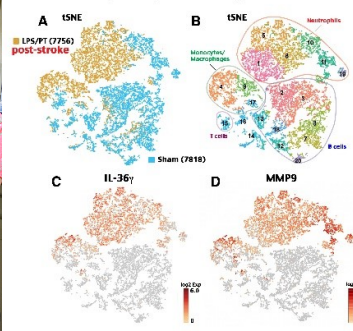 A
tSNE
LPS/PT (7756)
post-stroke
Sham (7818)
B
tSNE
Neutrophils
Monocytes/
Macrophages
T cells
B cells
C
IL-36γ
log2 Exp
6.0
0
D
MMP9